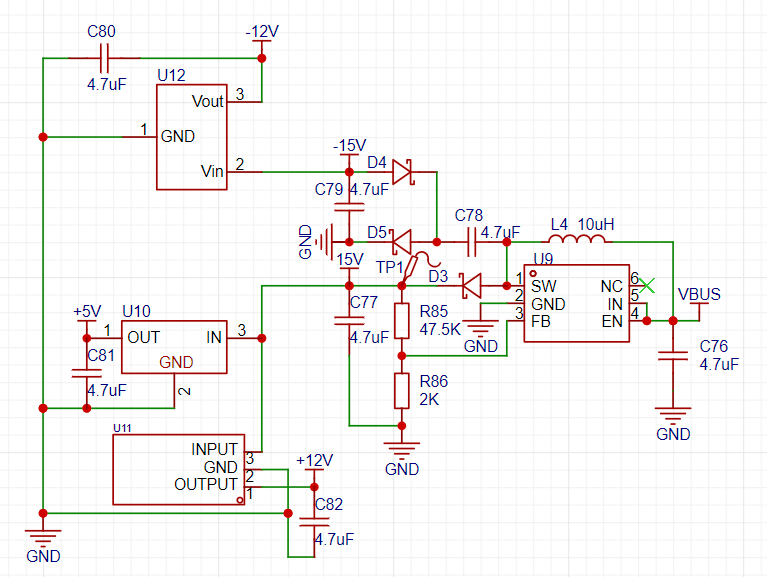 C80
-12V
4.7uF
U12
Vout 3
1 GND
Vin 2
-15V
D4
C79 4.7uF
GND
D5
C78
4.7uF
L4 10uH
15V
TP1
D3
U9
1 SW NC 6
2 GND IN 5
3 FB EN 4
VBUS
GND
C76
4.7uF
GND
C77
4.7uF
R85
47.5K
R86
2K
GND
+5V
U10
1 OUT IN 3
GND
2
C81
4.7uF
U11
INPUT 3
GND 2
OUTPUT 1
+12V
C82
4.7uF
GND